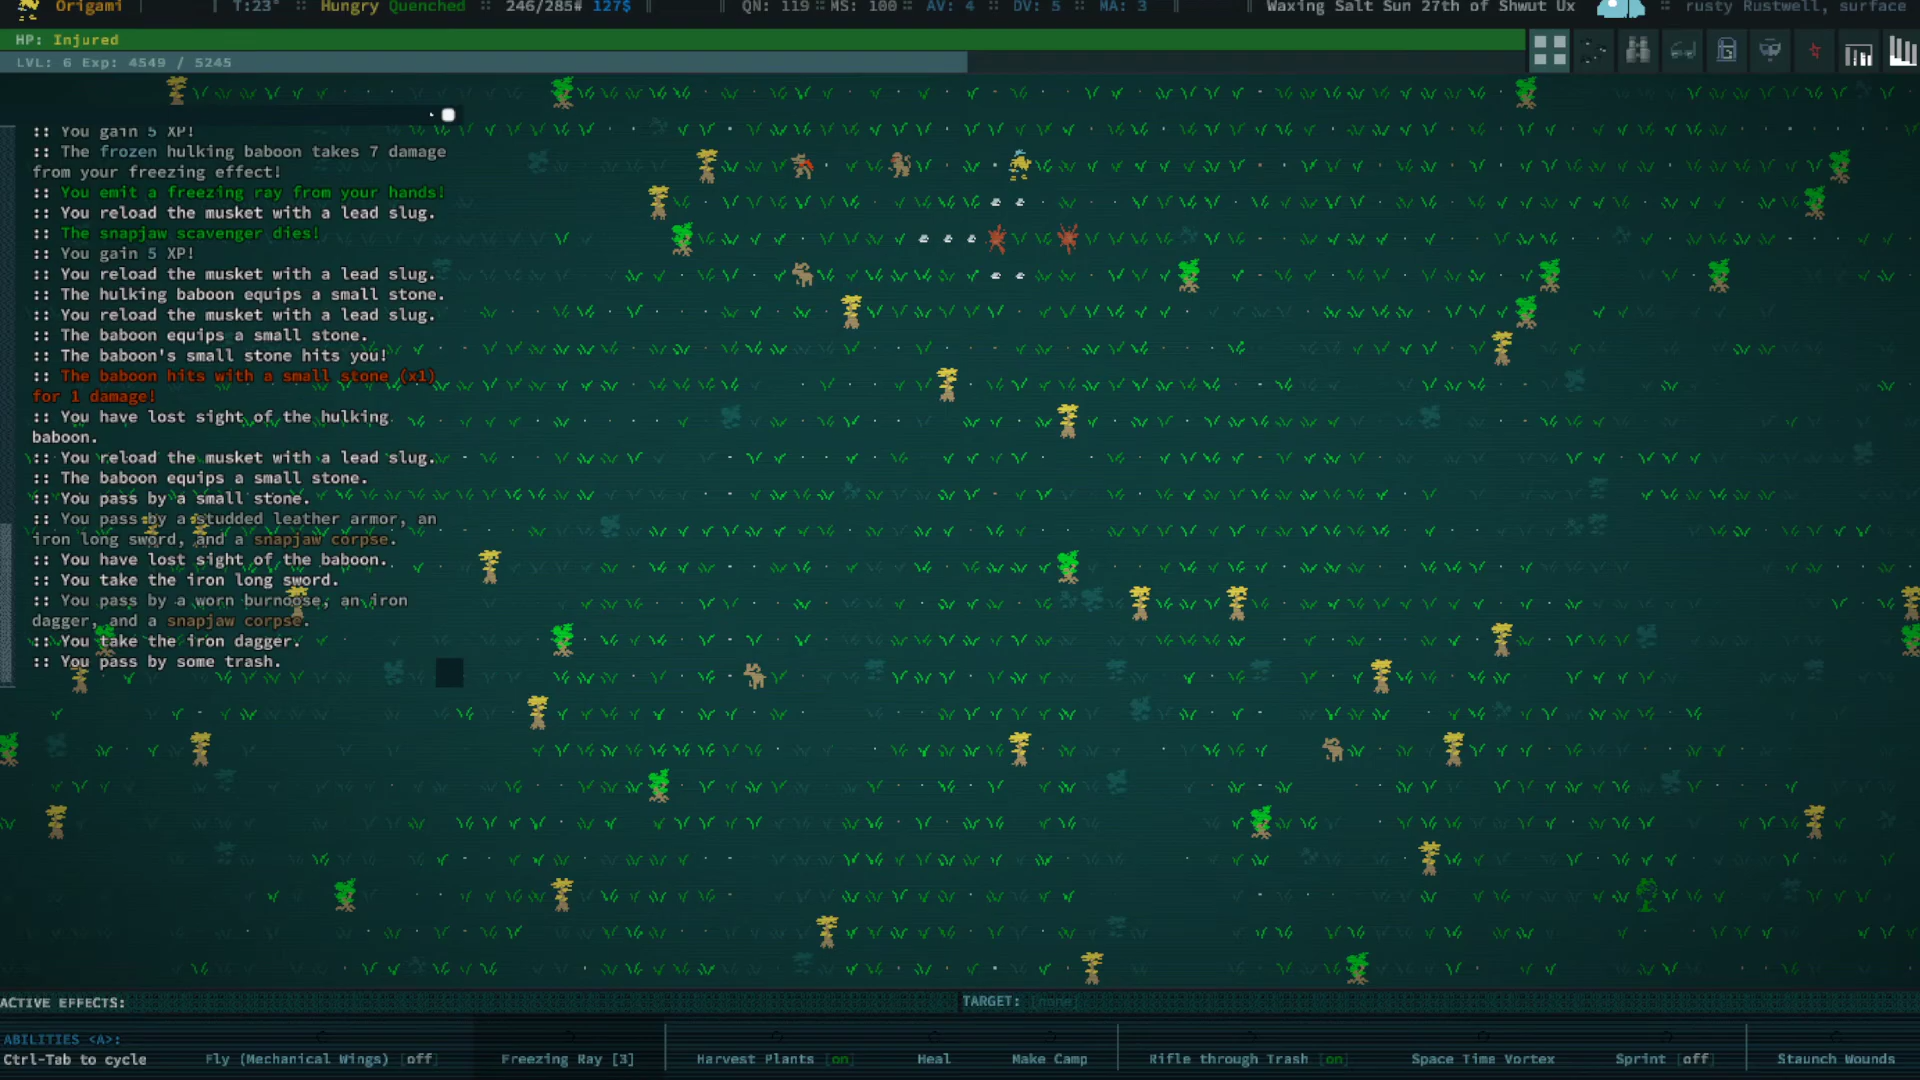 Origami | | T:23° :: Hungry Quenched :: 246/285# 127$ | QN: 119 :: MS: 100 :: AV: 4 :: DV: 5 :: MA: 3 | | Waxing Salt Sun 27th of Shwut Ux :: rusty Rustwell, surface
HP: Injured
LVL: 6 Exp: 4549 / 5245
:: You gain 5 XP!
:: The frozen hulking baboon takes 7 damage
from your freezing effect!
:: You emit a freezing ray from your hands!
:: You reload the musket with a lead slug.
:: The snapjaw scavenger dies!
:: You gain 5 XP!
:: You reload the musket with a lead slug.
:: The hulking baboon equips a small stone.
:: You reload the musket with a lead slug.
:: The baboon equips a small stone.
:: The baboon's small stone hits you!
:: The baboon hits with a small stone (x1)
for 1 damage!
:: You have lost sight of the hulking
baboon.
:: You reload the musket with a lead slug.
:: The baboon equips a small stone.
:: You pass by a small stone.
:: You pass by a studded leather armor, an
iron long sword, and a snapjaw corpse.
:: You have lost sight of the baboon.
:: You take the iron long sword.
:: You pass by a worn burnoose, an iron
dagger, and a snapjaw corpse.
:: You take the iron dagger.
:: You pass by some trash.
ACTIVE EFFECTS:
TARGET: [none]
ABILITIES <A>:
Ctrl-Tab to cycle
Fly (Mechanical Wings) [off]
Freezing Ray [3]
Harvest Plants [on]
Heal
Make Camp
Rifle through Trash [on]
Space Time Vortex
Sprint [off]
Staunch Wounds